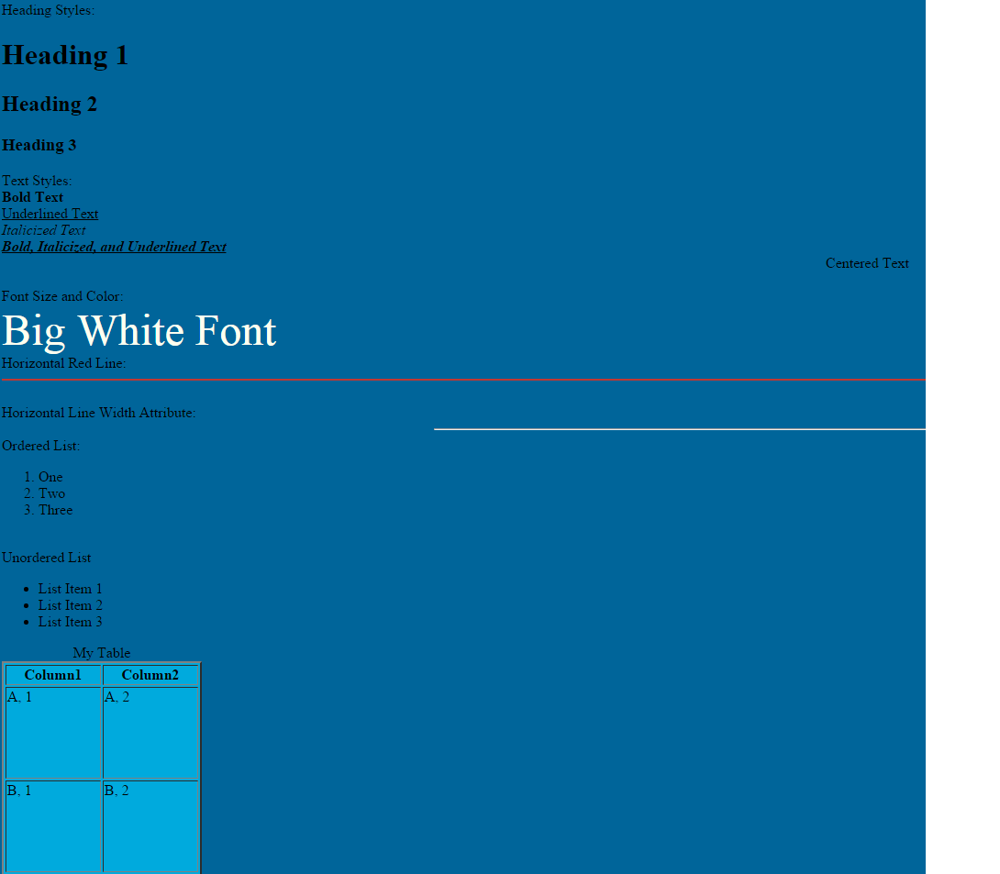 Heading Styles:
Heading 1
Heading 2
Heading 3
Text Styles:
Bold Text
Underlined Text
Italicized Text
Bold, Italicized, and Underlined Text
Centered Text
Font Size and Color:
Big White Font
Horizontal Red Line:
Horizontal Line Width Attribute:
Ordered List:
1. One
2. Two
3. Three
Unordered List
• List Item 1
• List Item 2
• List Item 3
My Table
Column1 Column2
A, 1 A, 2
B, 1 B, 2